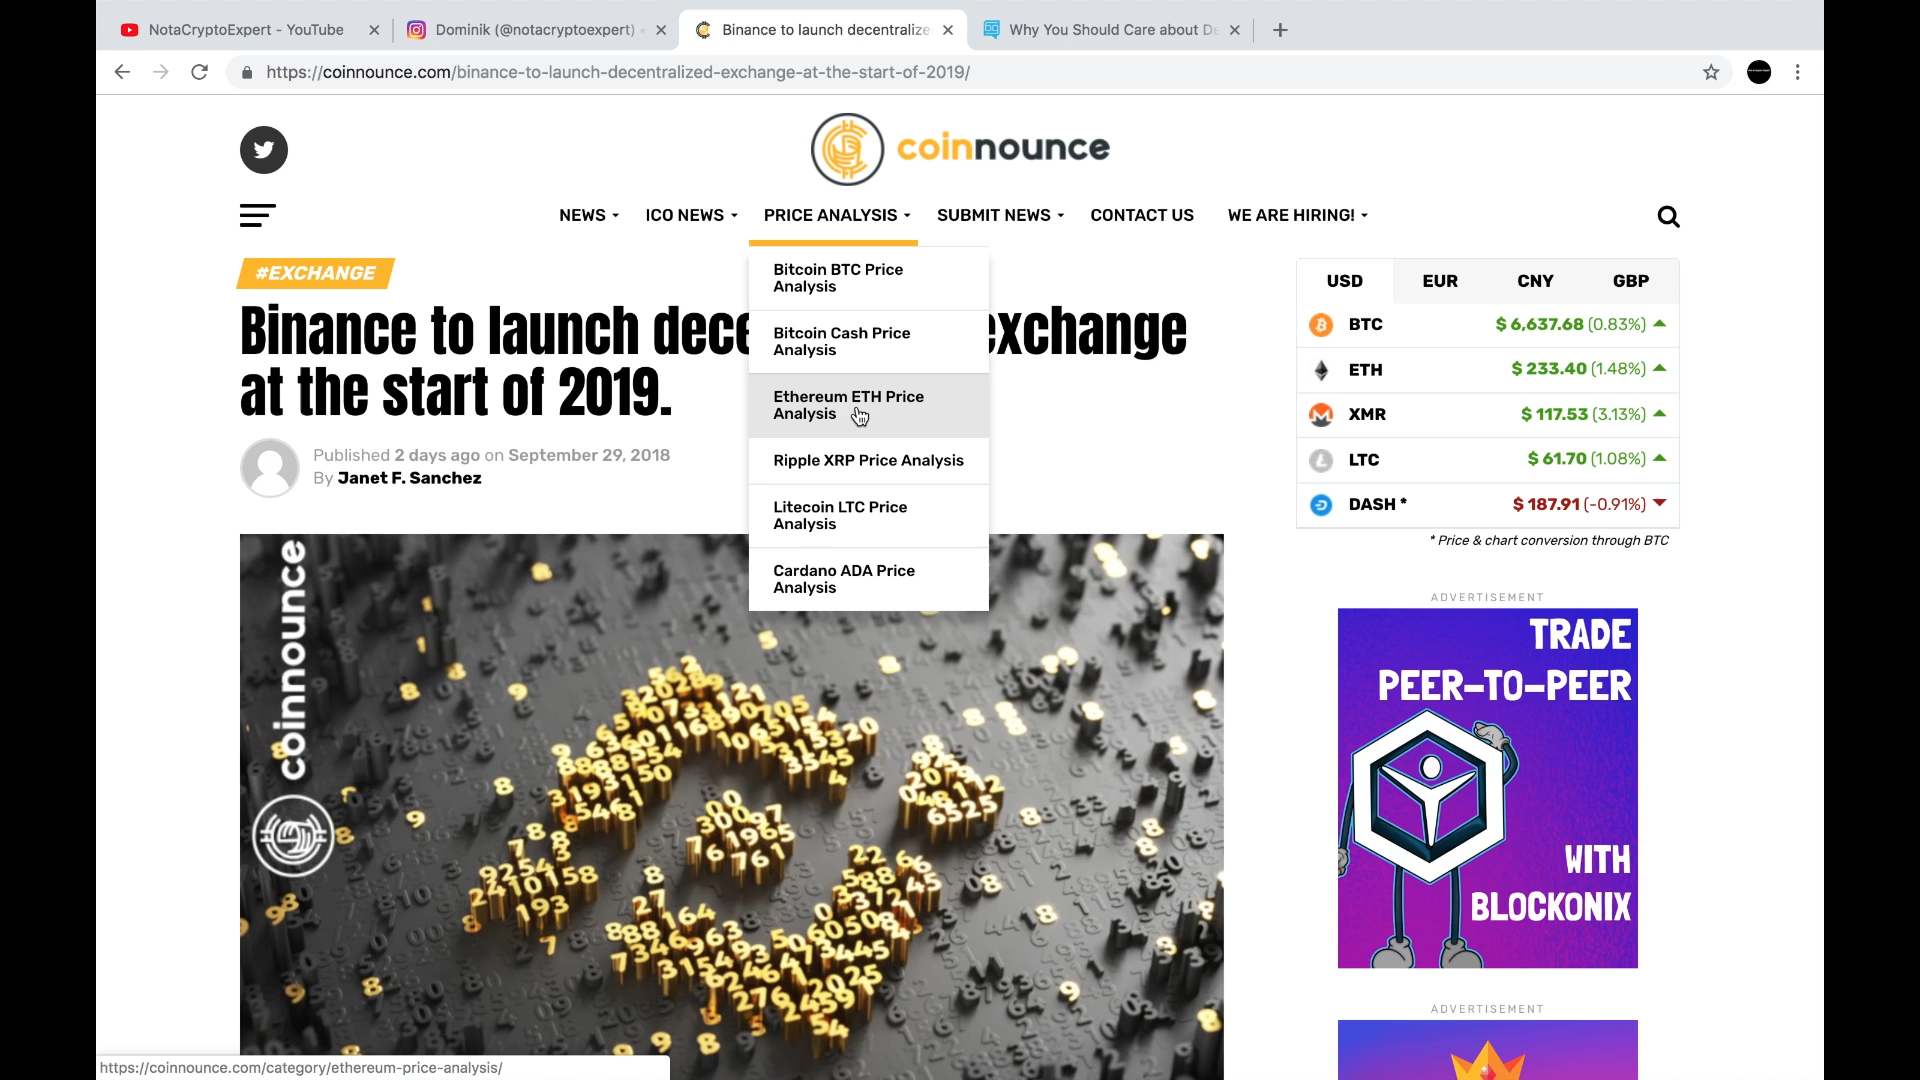 NotaCryptoExpert - YouTube
Dominik (@notacryptoexpert)
Binance to launch decentralize
Why You Should Care about De
https://coinnounce.com/binance-to-launch-decentralized-exchange-at-the-start-of-2019/
coinnounce
NEWS
ICO NEWS
PRICE ANALYSIS
SUBMIT NEWS
CONTACT US
WE ARE HIRING!
#EXCHANGE
Binance to launch dece xchange
at the start of 2019.
Published 2 days ago on September 29, 2018
By Janet F. Sanchez
Bitcoin BTC Price
Analysis
Bitcoin Cash Price
Analysis
Ethereum ETH Price
Analysis
Ripple XRP Price Analysis
Litecoin LTC Price
Analysis
Cardano ADA Price
Analysis
USD EUR CNY GBP
BTC $ 6,637.68 (0.83%)
ETH $ 233.40 (1.48%)
XMR $ 117.53 (3.13%)
LTC $ 61.70 (1.08%)
DASH * $ 187.91 (-0.91%)
* Price & chart conversion through BTC
ADVERTISEMENT
TRADE
PEER-TO-PEER
WITH
BLOCKONIX
ADVERTISEMENT
coinnounce
https://coinnounce.com/category/ethereum-price-analysis/